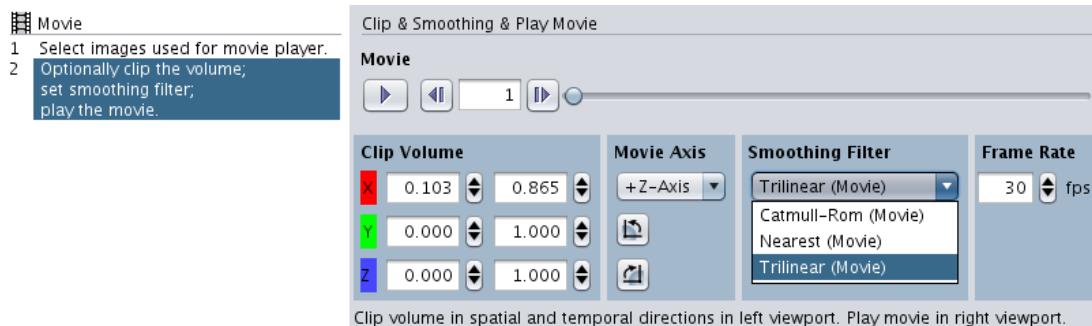 Movie
1 Select images used for movie player.
2 Optionally clip the volume;
set smoothing filter;
play the movie.
Clip & Smoothing & Play Movie
Movie
1
Clip Volume
X 0.103 0.865
Y 0.000 1.000
Z 0.000 1.000
Movie Axis
+Z-Axis
Smoothing Filter
Trilinear (Movie)
Catmull-Rom (Movie)
Nearest (Movie)
Trilinear (Movie)
Frame Rate
30 fps
Clip volume in spatial and temporal directions in left viewport. Play movie in right viewport.